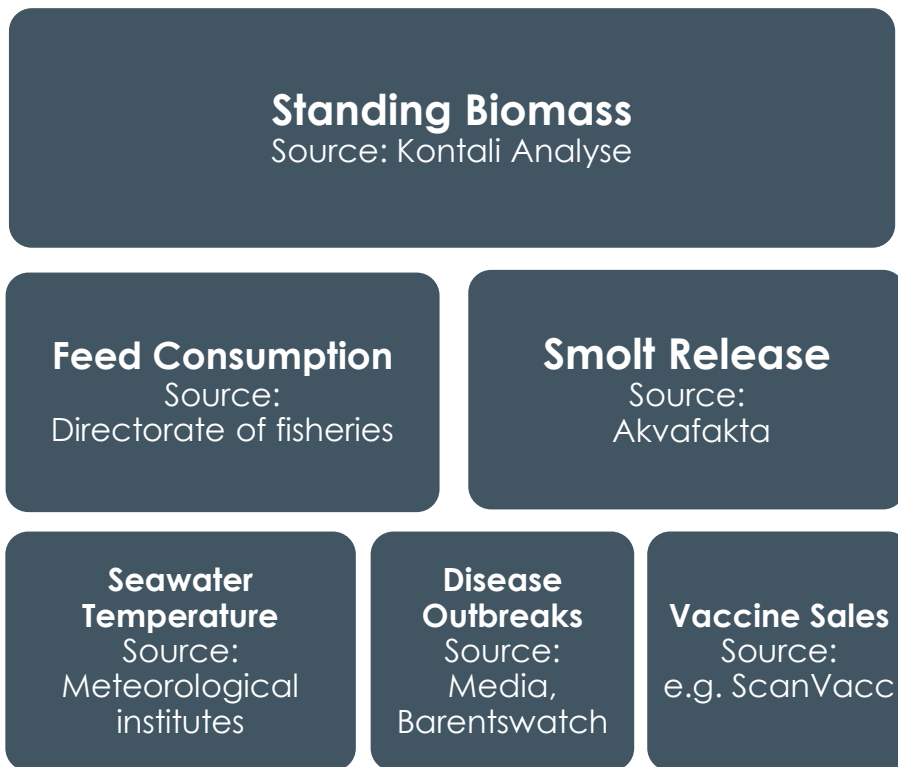 Standing Biomass
Source: Kontali Analyse
Feed Consumption
Source:
Directorate of fisheries
Smolt Release
Source:
Akvafakta
Seawater
Temperature
Source:
Meteorological
institutes
Disease
Outbreaks
Source:
Media,
Barentswatch
Vaccine Sales
Source:
e.g. ScanVacc